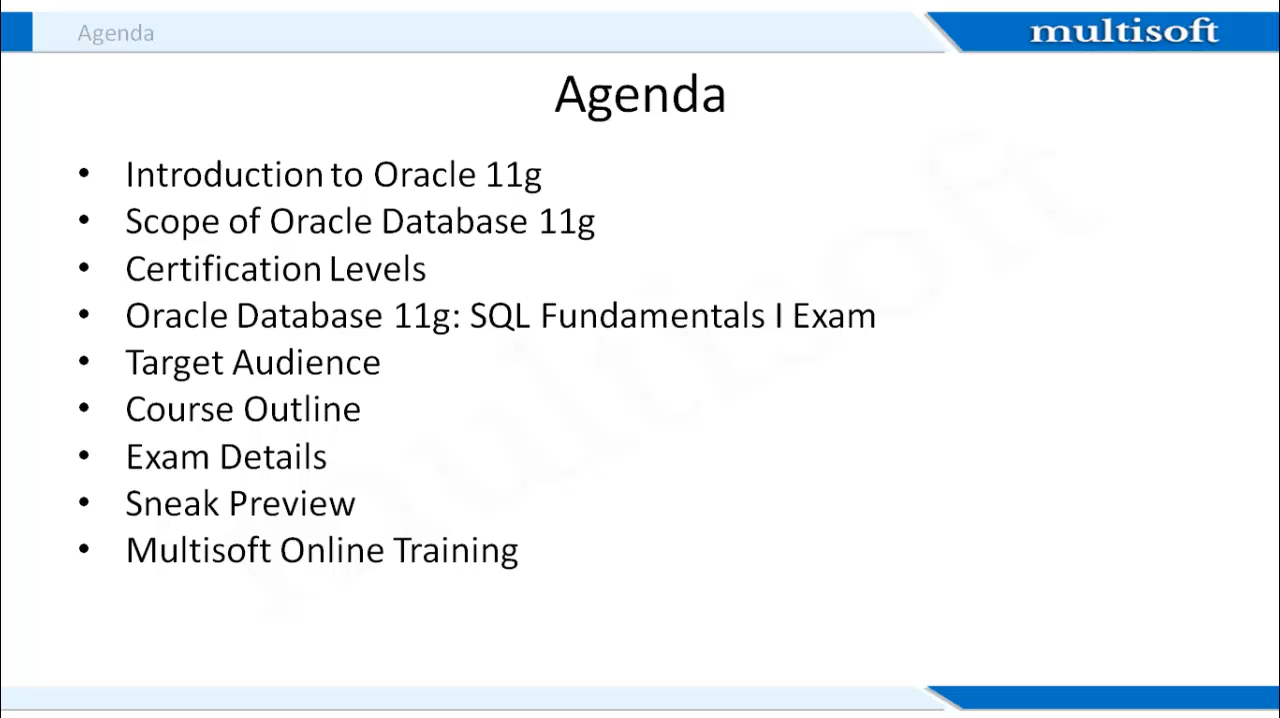 Agenda
multisoft
Agenda
• Introduction to Oracle 11g
• Scope of Oracle Database 11g
• Certification Levels
• Oracle Database 11g: SQL Fundamentals I Exam
• Target Audience
• Course Outline
• Exam Details
• Sneak Preview
• Multisoft Online Training
multisoft